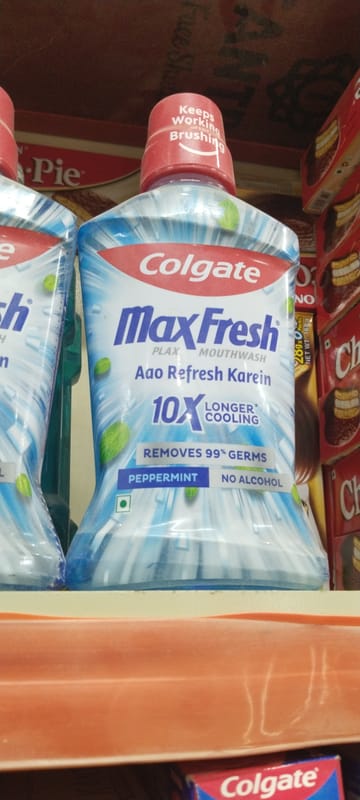 Keeps
Working
Brushing
-Pie
Colgate
MaxFresh
PLAX MOUTHWASH
Aao Refresh Karein
10X LONGER*
COOLING
REMOVES 99% GERMS
PEPPERMINT NO ALCOHOL
Colgate